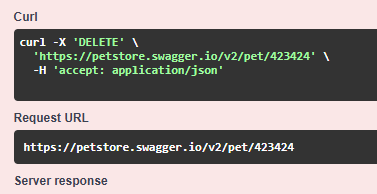 Curl
curl -X 'DELETE' \
'https://petstore.swagger.io/v2/pet/423424' \
-H 'accept: application/json'
Request URL
https://petstore.swagger.io/v2/pet/423424
Server response